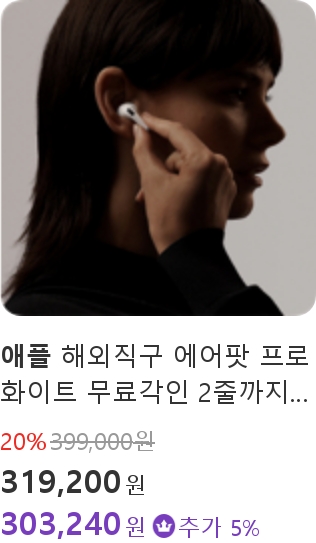 애플 해외직구 에어팟 프로
화이트 무료각인 2줄까지...
20% 399,000원
319,200 원
303,240 원 추가 5%